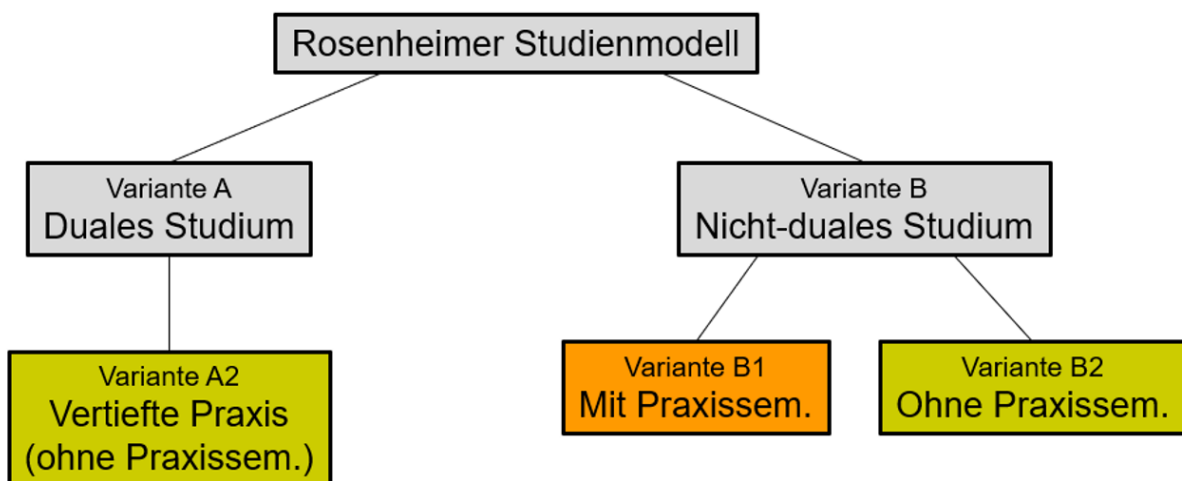 Rosenheimer Studienmodell
Variante A
Duales Studium
Variante B
Nicht-duales Studium
Variante A2
Vertiefte Praxis
(ohne Praxissem.)
Variante B1
Mit Praxissem.
Variante B2
Ohne Praxissem.